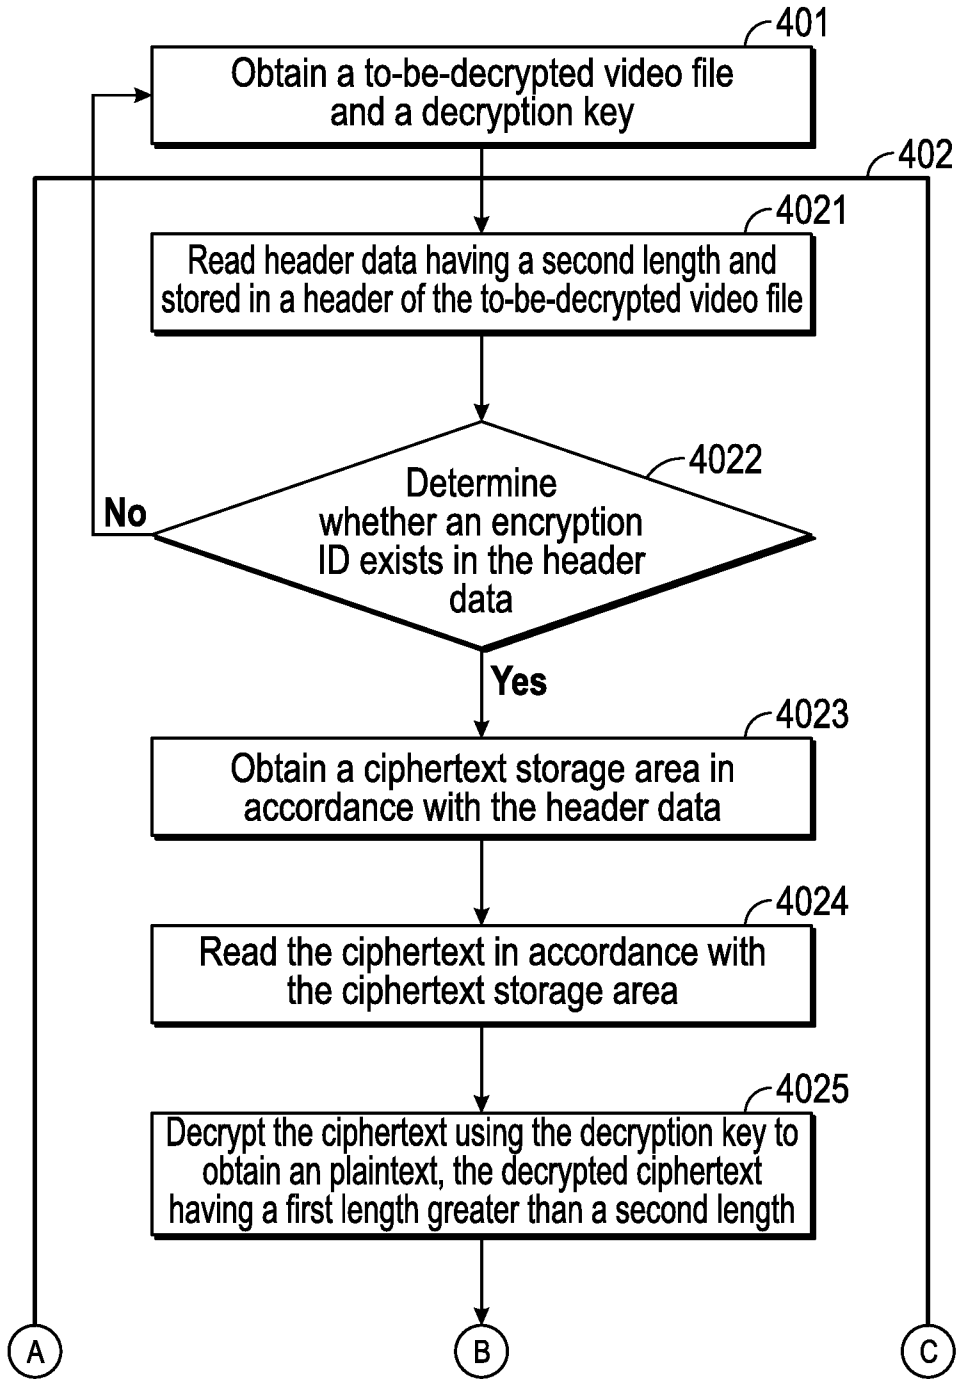 401
Obtain a to-be-decrypted video file
and a decryption key
402
4021
Read header data having a second length and
stored in a header of the to-be-decrypted video file
4022
Determine
whether an encryption
ID exists in the header
data
No
Yes
4023
Obtain a ciphertext storage area in
accordance with the header data
4024
Read the ciphertext in accordance with
the ciphertext storage area
4025
Decrypt the ciphertext using the decryption key to
obtain an plaintext, the decrypted ciphertext
having a first length greater than a second length
A
B
C